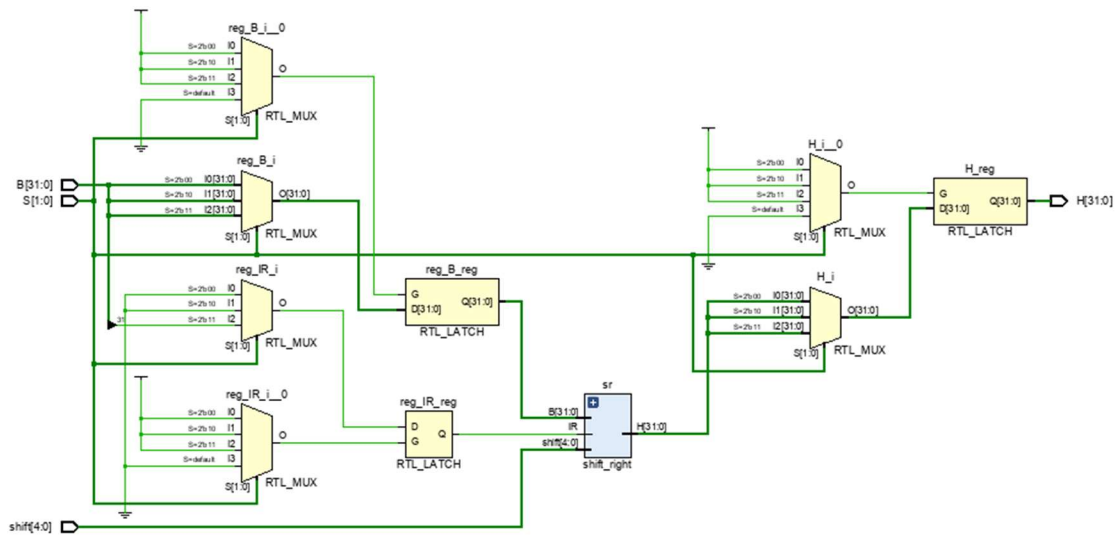 reg_B_i__0
S=2'b00 I0
S=2'b10 I1
S=2'b11 I2
S=default I3
O
S[1:0]
RTL_MUX
reg_B_i
B[31:0]
S[1:0]
S=2'b00 I0[31:0]
S=2'b10 I1[31:0]
S=2'b11 I2[31:0]
O[31:0]
S[1:0]
RTL_MUX
reg_IR_i
S=2'b00 I0
S=2'b10 I1
31 S=2'b11 I2
O
S[1:0]
RTL_MUX
reg_IR_i__0
S=2'b00 I0
S=2'b10 I1
S=2'b11 I2
S=default I3
O
S[1:0]
RTL_MUX
shift[4:0]
reg_B_reg
G
D[31:0]
Q[31:0]
RTL_LATCH
reg_IR_reg
D
G
Q
RTL_LATCH
sr
B[31:0]
IR
shift[4:0]
H[31:0]
shift_right
H_i__0
S=2'b00 I0
S=2'b10 I1
S=2'b11 I2
S=default I3
O
S[1:0]
RTL_MUX
H_i
S=2'b00 I0[31:0]
S=2'b10 I1[31:0]
S=2'b11 I2[31:0]
O[31:0]
S[1:0]
RTL_MUX
H_reg
G
D[31:0]
Q[31:0]
RTL_LATCH
H[31:0]